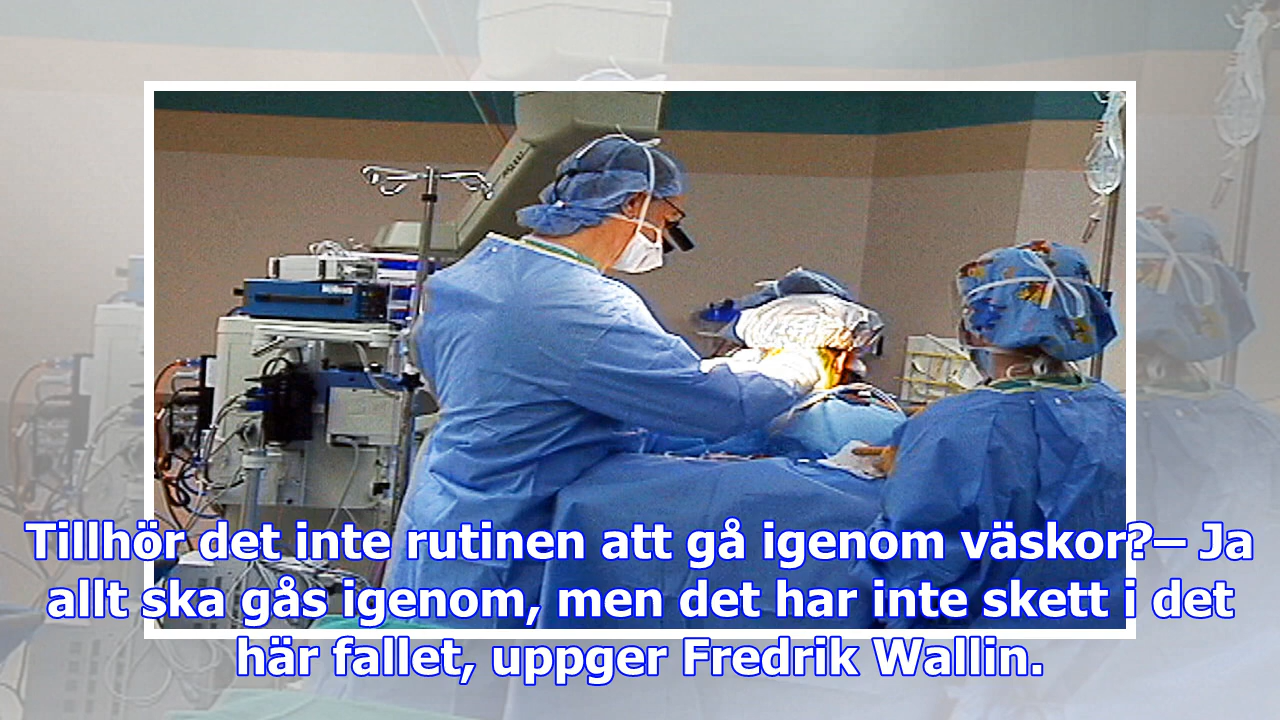 Tillhör det inte rutinen att gå igenom väskor?– Ja
allt ska gås igenom, men det har inte skett i det
här fallet, uppger Fredrik Wallin.